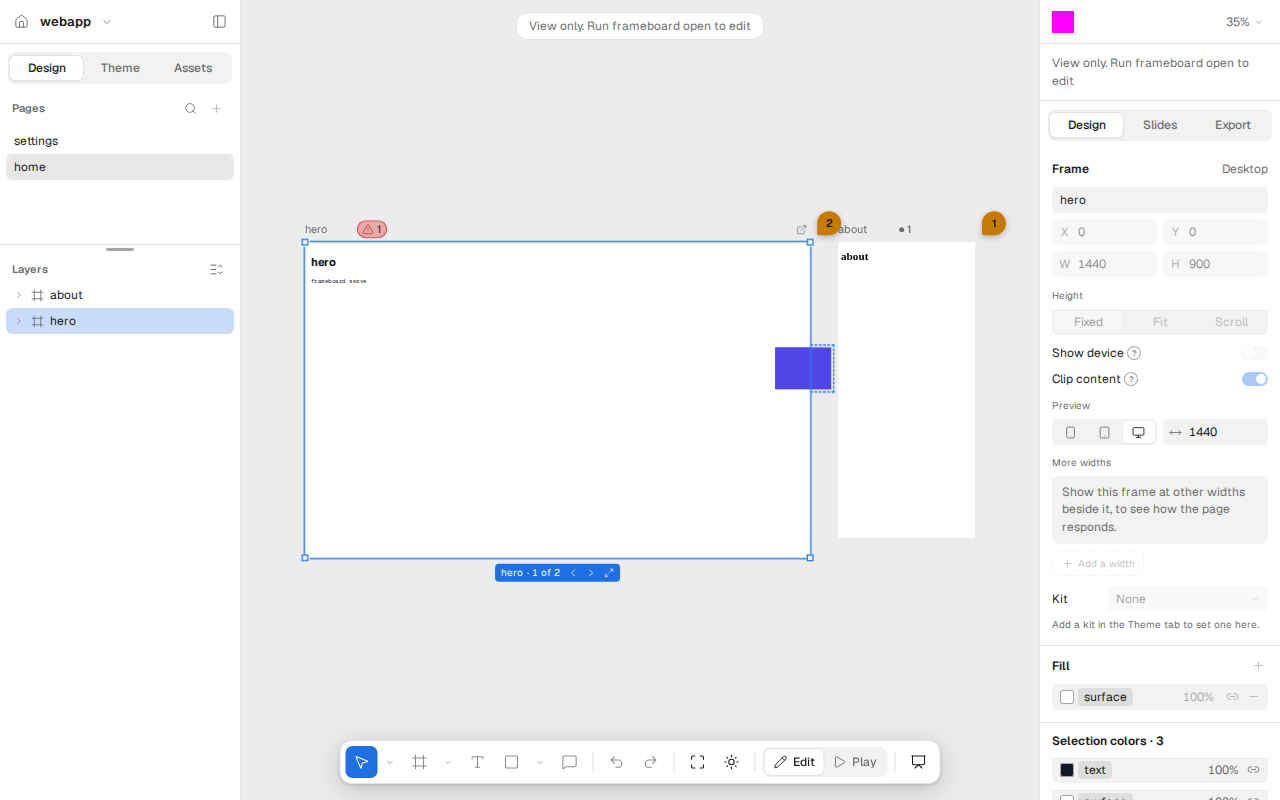 webapp
View only. Run frameboard open to edit
35%
View only. Run frameboard open to
edit
Design
Theme
Assets
Design
Slides
Export
Pages
settings
home
Layers
about
hero
hero
1
2
about
1
1
hero
frameboard serve
about
hero · 1 of 2
Frame
Desktop
hero
X 0
Y 0
W 1440
H 900
Height
Fixed
Fit
Scroll
Show device ?
Clip content ?
Preview
1440
More widths
Show this frame at other widths
beside it, to see how the page
responds.
Add a width
Kit
None
Add a kit in the Theme tab to set one here.
Fill
surface
100%
Selection colors · 3
text
100%
Edit
Play